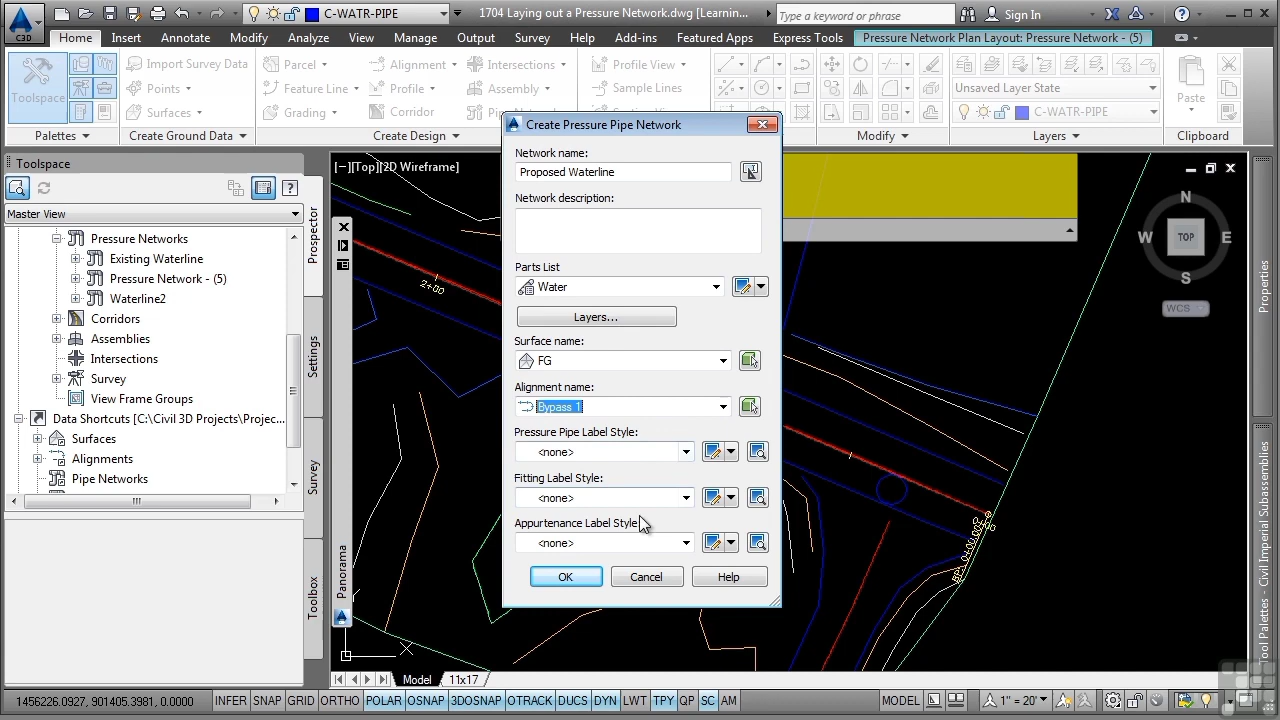 C-WATR-PIPE
1704 Laying out a Pressure Network.dwg [Learnin...
Type a keyword or phrase
Sign In
C3D
Home
Insert
Annotate
Modify
Analyze
View
Manage
Output
Survey
Help
Add-ins
Featured Apps
Express Tools
Pressure Network Plan Layout: Pressure Network - (5)
Toolspace
Import Survey Data
Points
Surfaces
Parcel
Feature Line
Grading
Alignment
Profile
Corridor
Intersections
Assembly
Profile View
Sample Lines
Unsaved Layer State
C-WATR-PIPE
Paste
Palettes
Create Ground Data
Create Design
Modify
Layers
Clipboard
Toolspace
Master View
Pressure Networks
Existing Waterline
Pressure Network - (5)
Waterline2
Corridors
Assemblies
Intersections
Survey
View Frame Groups
Data Shortcuts [C:\Civil 3D Projects\Projec...
Surfaces
Alignments
Pipe Networks
Prospector
Settings
Survey
Toolbox
Panorama
[−][Top][2D Wireframe]
2+00
Create Pressure Pipe Network
Network name:
Proposed Waterline
Network description:
Parts List
Water
Layers...
Surface name:
FG
Alignment name:
Bypass 1
Pressure Pipe Label Style:
<none>
Fitting Label Style:
<none>
Appurtenance Label Style:
<none>
OK
Cancel
Help
N
W
TOP
E
S
WCS
Properties
Tool Palettes - Civil Imperial Subassemblies
Model
11x17
1456226.0927, 901405.3981, 0.0000
INFER
SNAP
GRID
ORTHO
POLAR
OSNAP
3DOSNAP
OTRACK
DUCS
DYN
LWT
TPY
QP
SC
AM
MODEL
1" = 20'